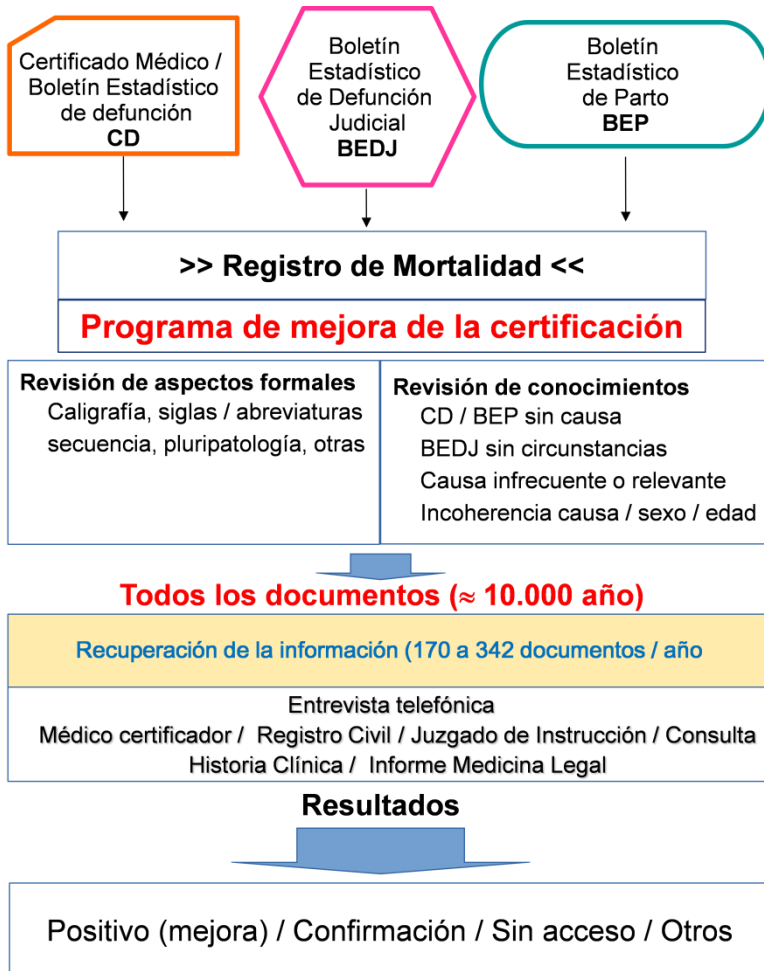 Certificado Médico /
Boletín Estadístico
de defunción
CD
Boletín
Estadístico
de Defunción
Judicial
BEDJ
Boletín
Estadístico
de Parto
BEP
>> Registro de Mortalidad <<
Programa de mejora de la certificación
Revisión de aspectos formales
Caligrafía, siglas / abreviaturas
secuencia, pluripatología, otras
Revisión de conocimientos
CD / BEP sin causa
BEDJ sin circunstancias
Causa infrecuente o relevante
Incoherencia causa / sexo / edad
Todos los documentos (≈ 10.000 año)
Recuperación de la información (170 a 342 documentos / año
Entrevista telefónica
Médico certificador / Registro Civil / Juzgado de Instrucción / Consulta
Historia Clínica / Informe Medicina Legal
Resultados
Positivo (mejora) / Confirmación / Sin acceso / Otros